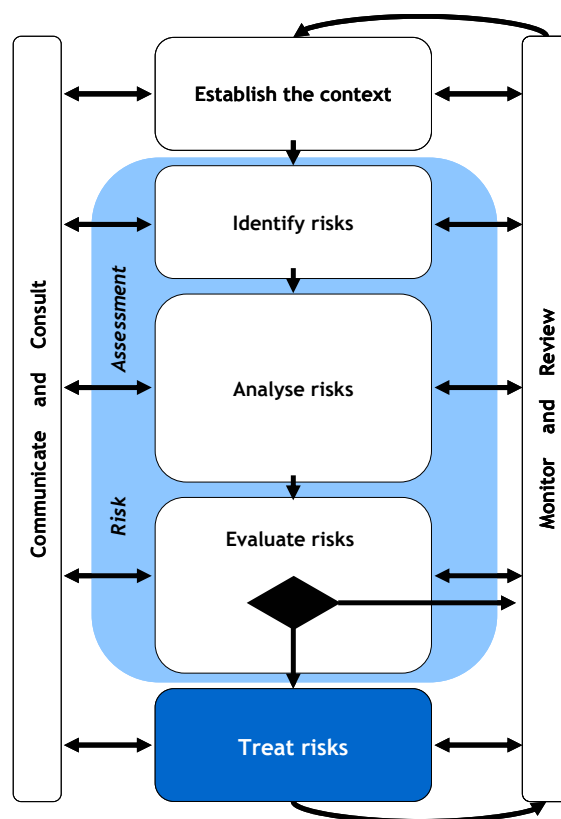 Establish the context
Identify risks
Analyse risks
Evaluate risks
Treat risks
Communicate and Consult
Risk Assessment
Monitor and Review